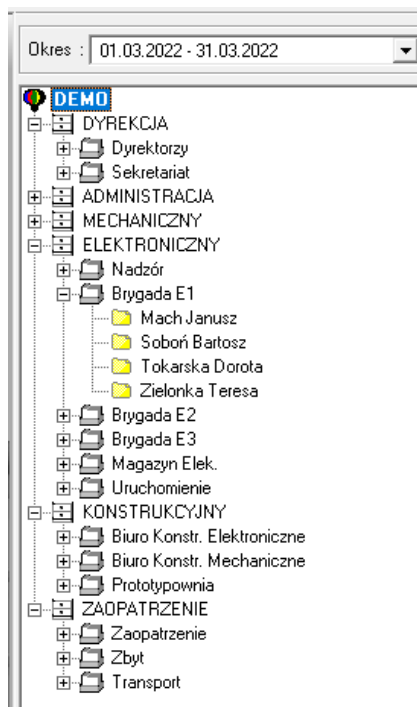 Okres : 01.03.2022 - 31.03.2022
DEMO
DYREKCJA
Dyrektorzy
Sekretariat
ADMINISTRACJA
MECHANICZNY
ELEKTRONICZNY
Nadzór
Brygada E1
Mach Janusz
Soboń Bartosz
Tokarska Dorota
Zielonka Teresa
Brygada E2
Brygada E3
Magazyn Elek.
Uruchomienie
KONSTRUKCYJNY
Biuro Konstr. Elektroniczne
Biuro Konstr. Mechaniczne
Prototypownia
ZAOPATRZENIE
Zaopatrzenie
Zbyt
Transport